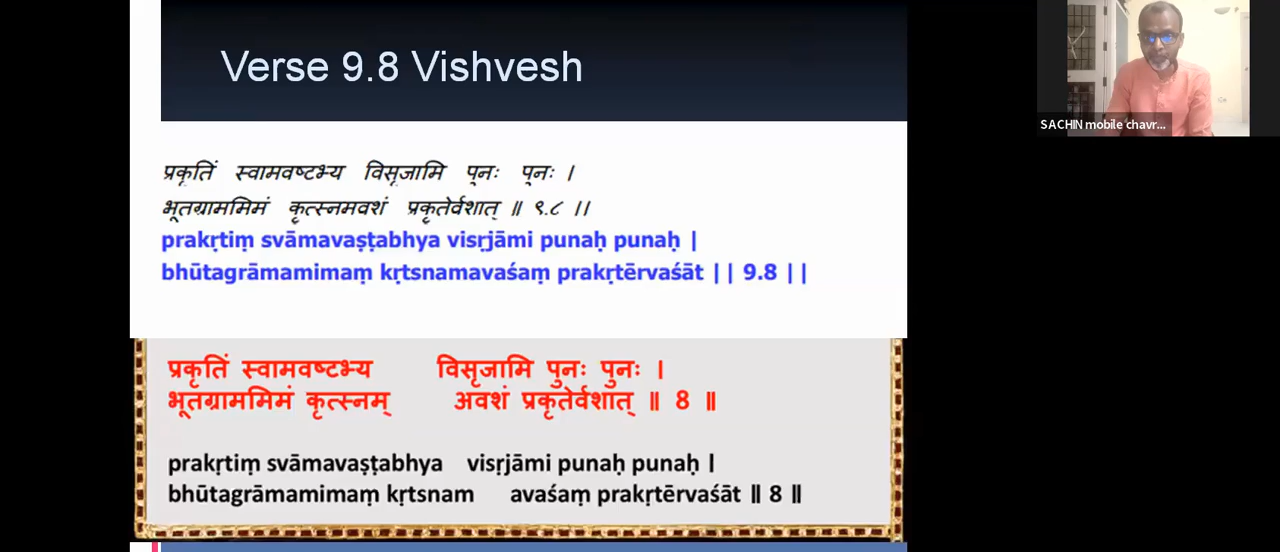 Verse 9.8 Vishvesh
SACHIN mobile chavr...
प्रकृतिं स्वामवष्टभ्य विसृजामि पुनः पुनः ।
भूतग्राममिमं कृत्स्नमवशं प्रकृतेर्वशात् ॥ ९.८ ।।
prakṛtiṃ svāmavaṣṭabhya visṛjāmi punaḥ punaḥ |
bhūtagrāmamimaṃ kṛtsnamavaśaṃ prakṛtērvaśāt || 9.8 ||
प्रकृतिं स्वामवष्टभ्य विसृजामि पुनः पुनः ।
भूतग्राममिमं कृत्स्नम् अवशं प्रकृतेर्वशात् ॥ 8 ॥
prakṛtiṃ svāmavaṣṭabhya visṛjāmi punaḥ punaḥ |
bhūtagrāmamimaṃ kṛtsnam avaśaṃ prakṛtērvaśāt ॥ 8 ॥